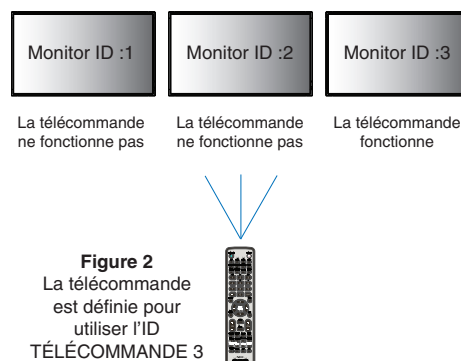 Monitor ID :1
Monitor ID :2
Monitor ID :3
La télécommande
ne fonctionne pas
La télécommande
ne fonctionne pas
La télécommande
fonctionne
Figure 2
La télécommande
est définie pour
utiliser l’ID
TÉLÉCOMMANDE 3